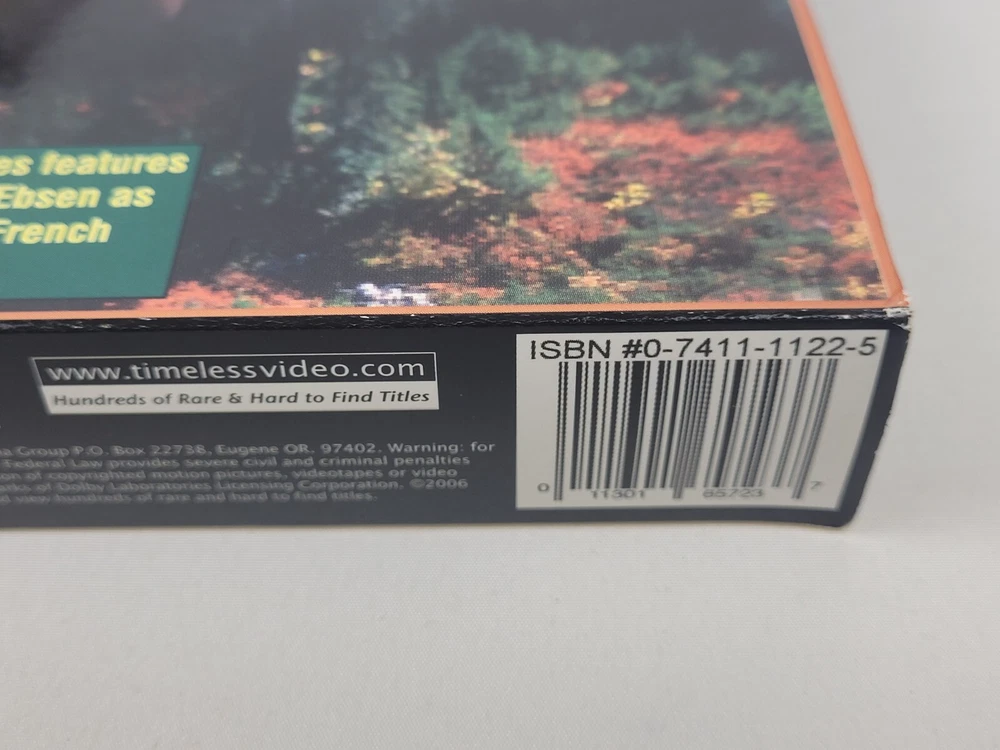 es features
Ebsen as
French
ISBN #0-7411-1122-5
www.timelessvideo.com
Hundreds of Rare & Hard to Find Titles
Group P.O. Box 22738, Eugene OR. 97402. Warning: for
Federal Law provides severe civil and criminal penalties
on of copyrighted motion pictures, videotapes or video
of Dolby Laboratories Licensing Corporation. ©2006
d view hundreds of rare and hard to find titles.
0 11301 65723 7